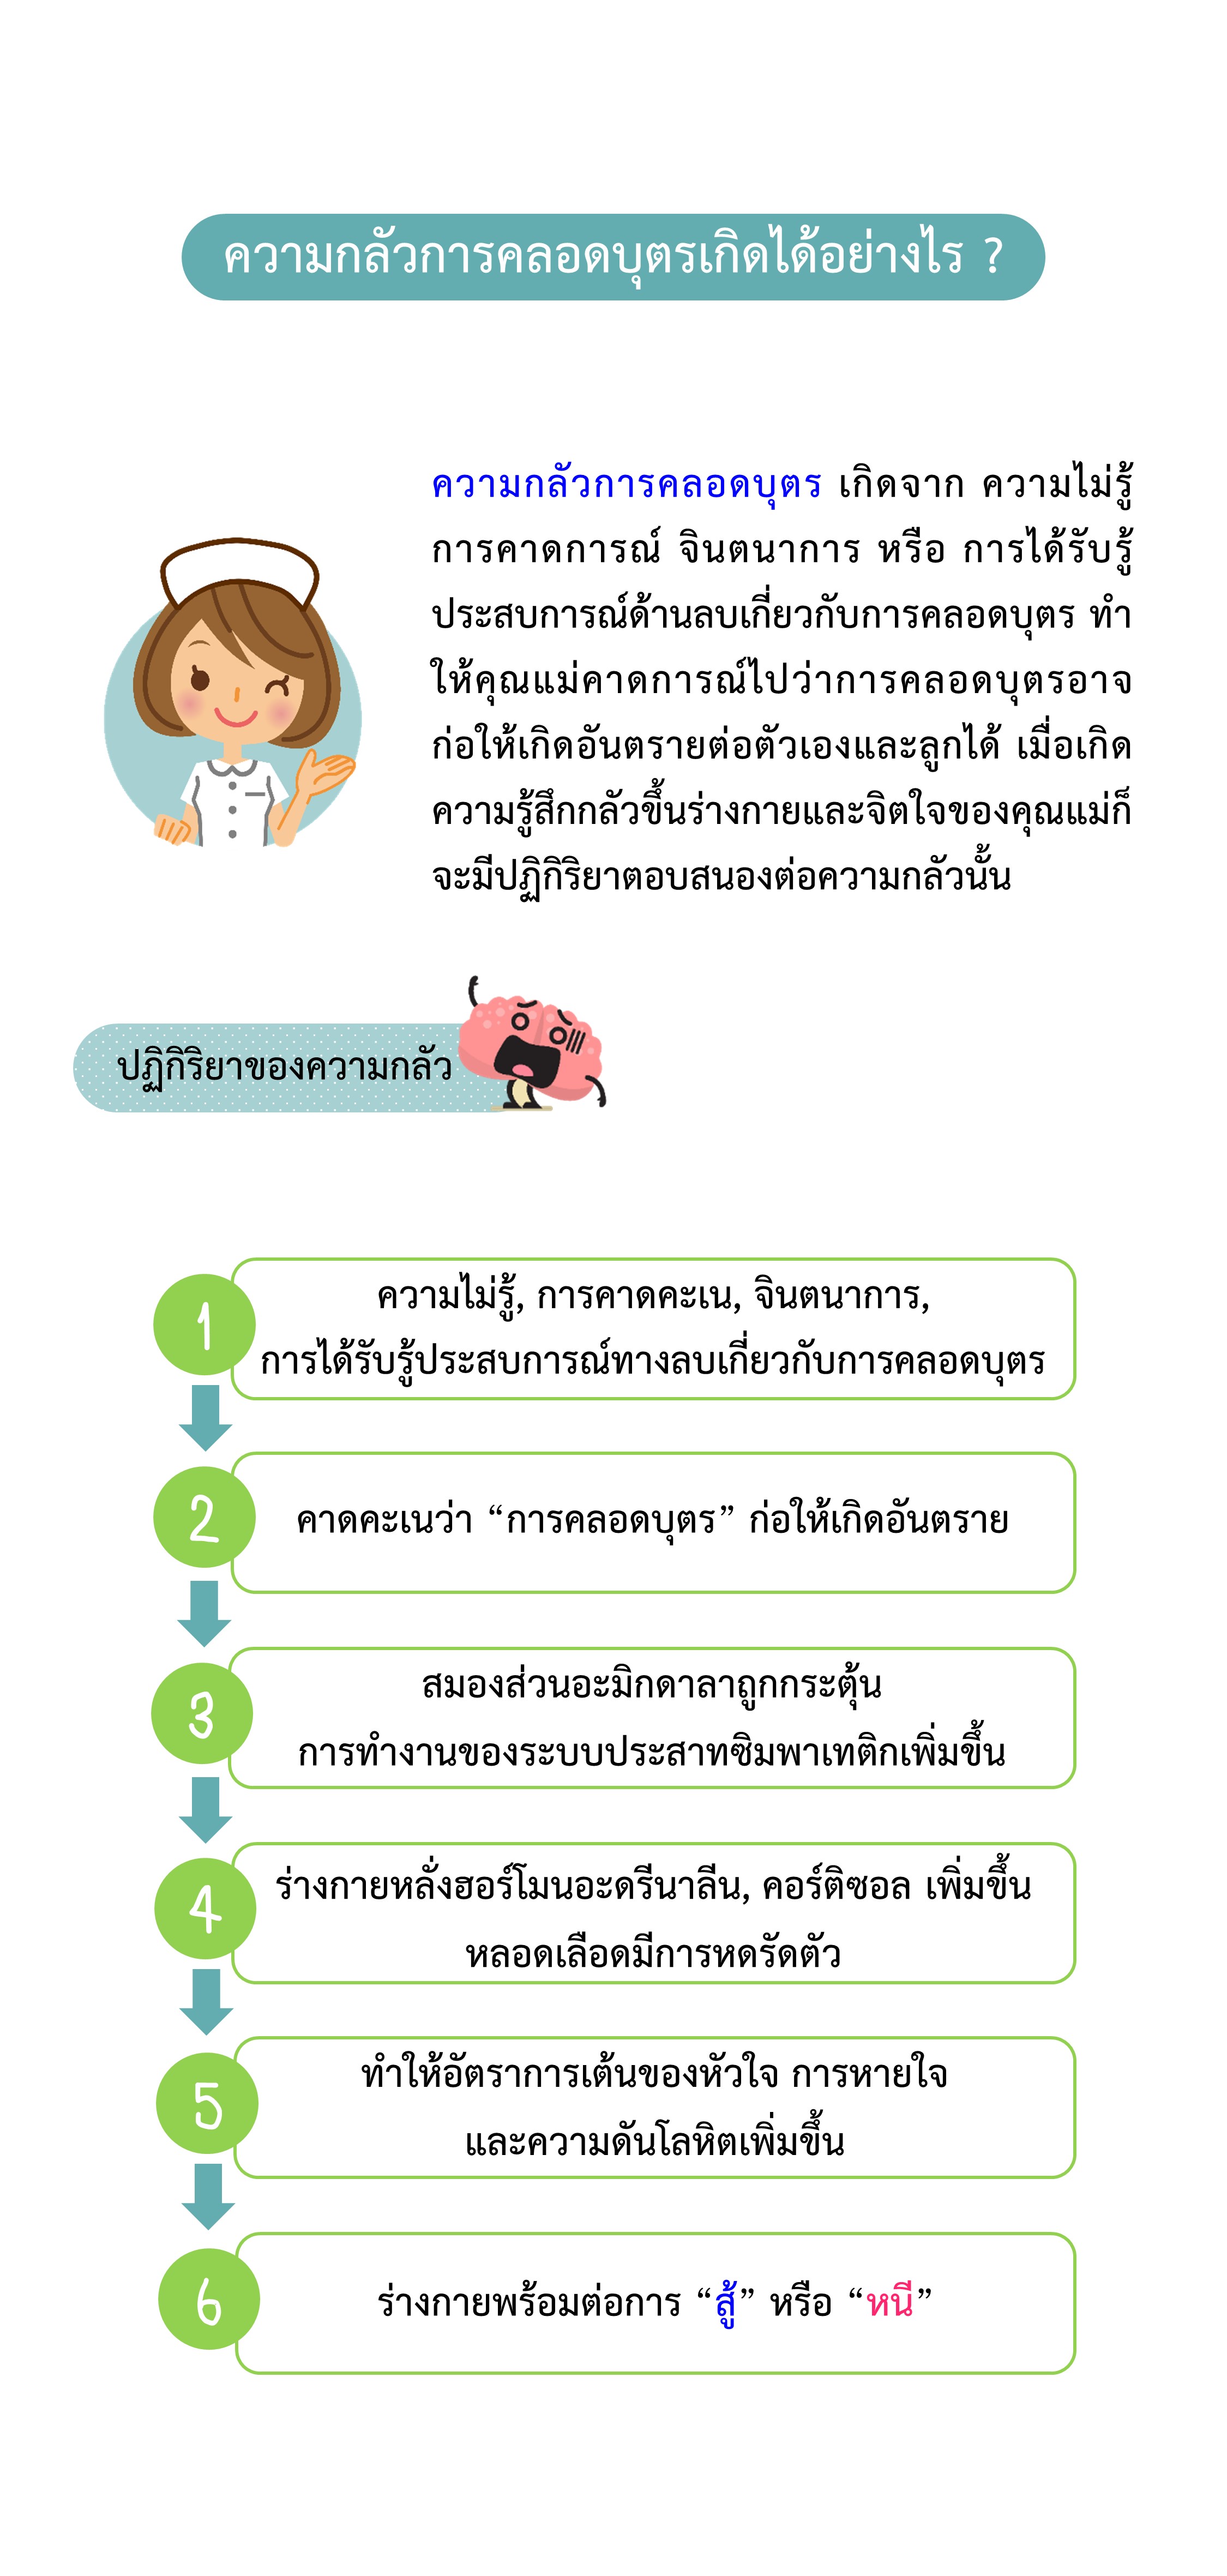 ความกลัวการคลอดบุตรเกิดได้อย่างไร ?
ความกลัวการคลอดบุตร เกิดจาก ความไม่รู้
การคาดการณ์ จินตนาการ หรือ การได้รับรู้
ประสบการณ์ด้านลบเกี่ยวกับการคลอดบุตร ทำ
ให้คุณแม่คาดการณ์ไปว่าการคลอดบุตรอาจ
ก่อให้เกิดอันตรายต่อตัวเองและลูกได้ เมื่อเกิด
ความรู้สึกกลัวขึ้นร่างกายและจิตใจของคุณแม่ก็
จะมีปฏิกิริยาตอบสนองต่อความกลัวนั้น
ปฏิกิริยาของความกลัว
1
ความไม่รู้, การคาดคะเน, จินตนาการ,
การได้รับรู้ประสบการณ์ทางลบเกี่ยวกับการคลอดบุตร
2
คาดคะเนว่า “การคลอดบุตร” ก่อให้เกิดอันตราย
3
สมองส่วนอะมิกดาลาถูกกระตุ้น
การทำงานของระบบประสาทซิมพาเทติกเพิ่มขึ้น
4
ร่างกายหลั่งฮอร์โมนอะดรีนาลีน, คอร์ติซอล เพิ่มขึ้น
หลอดเลือดมีการหดรัดตัว
5
ทำให้อัตราการเต้นของหัวใจ การหายใจ
และความดันโลหิตเพิ่มขึ้น
6
ร่างกายพร้อมต่อการ “สู้” หรือ “หนี”